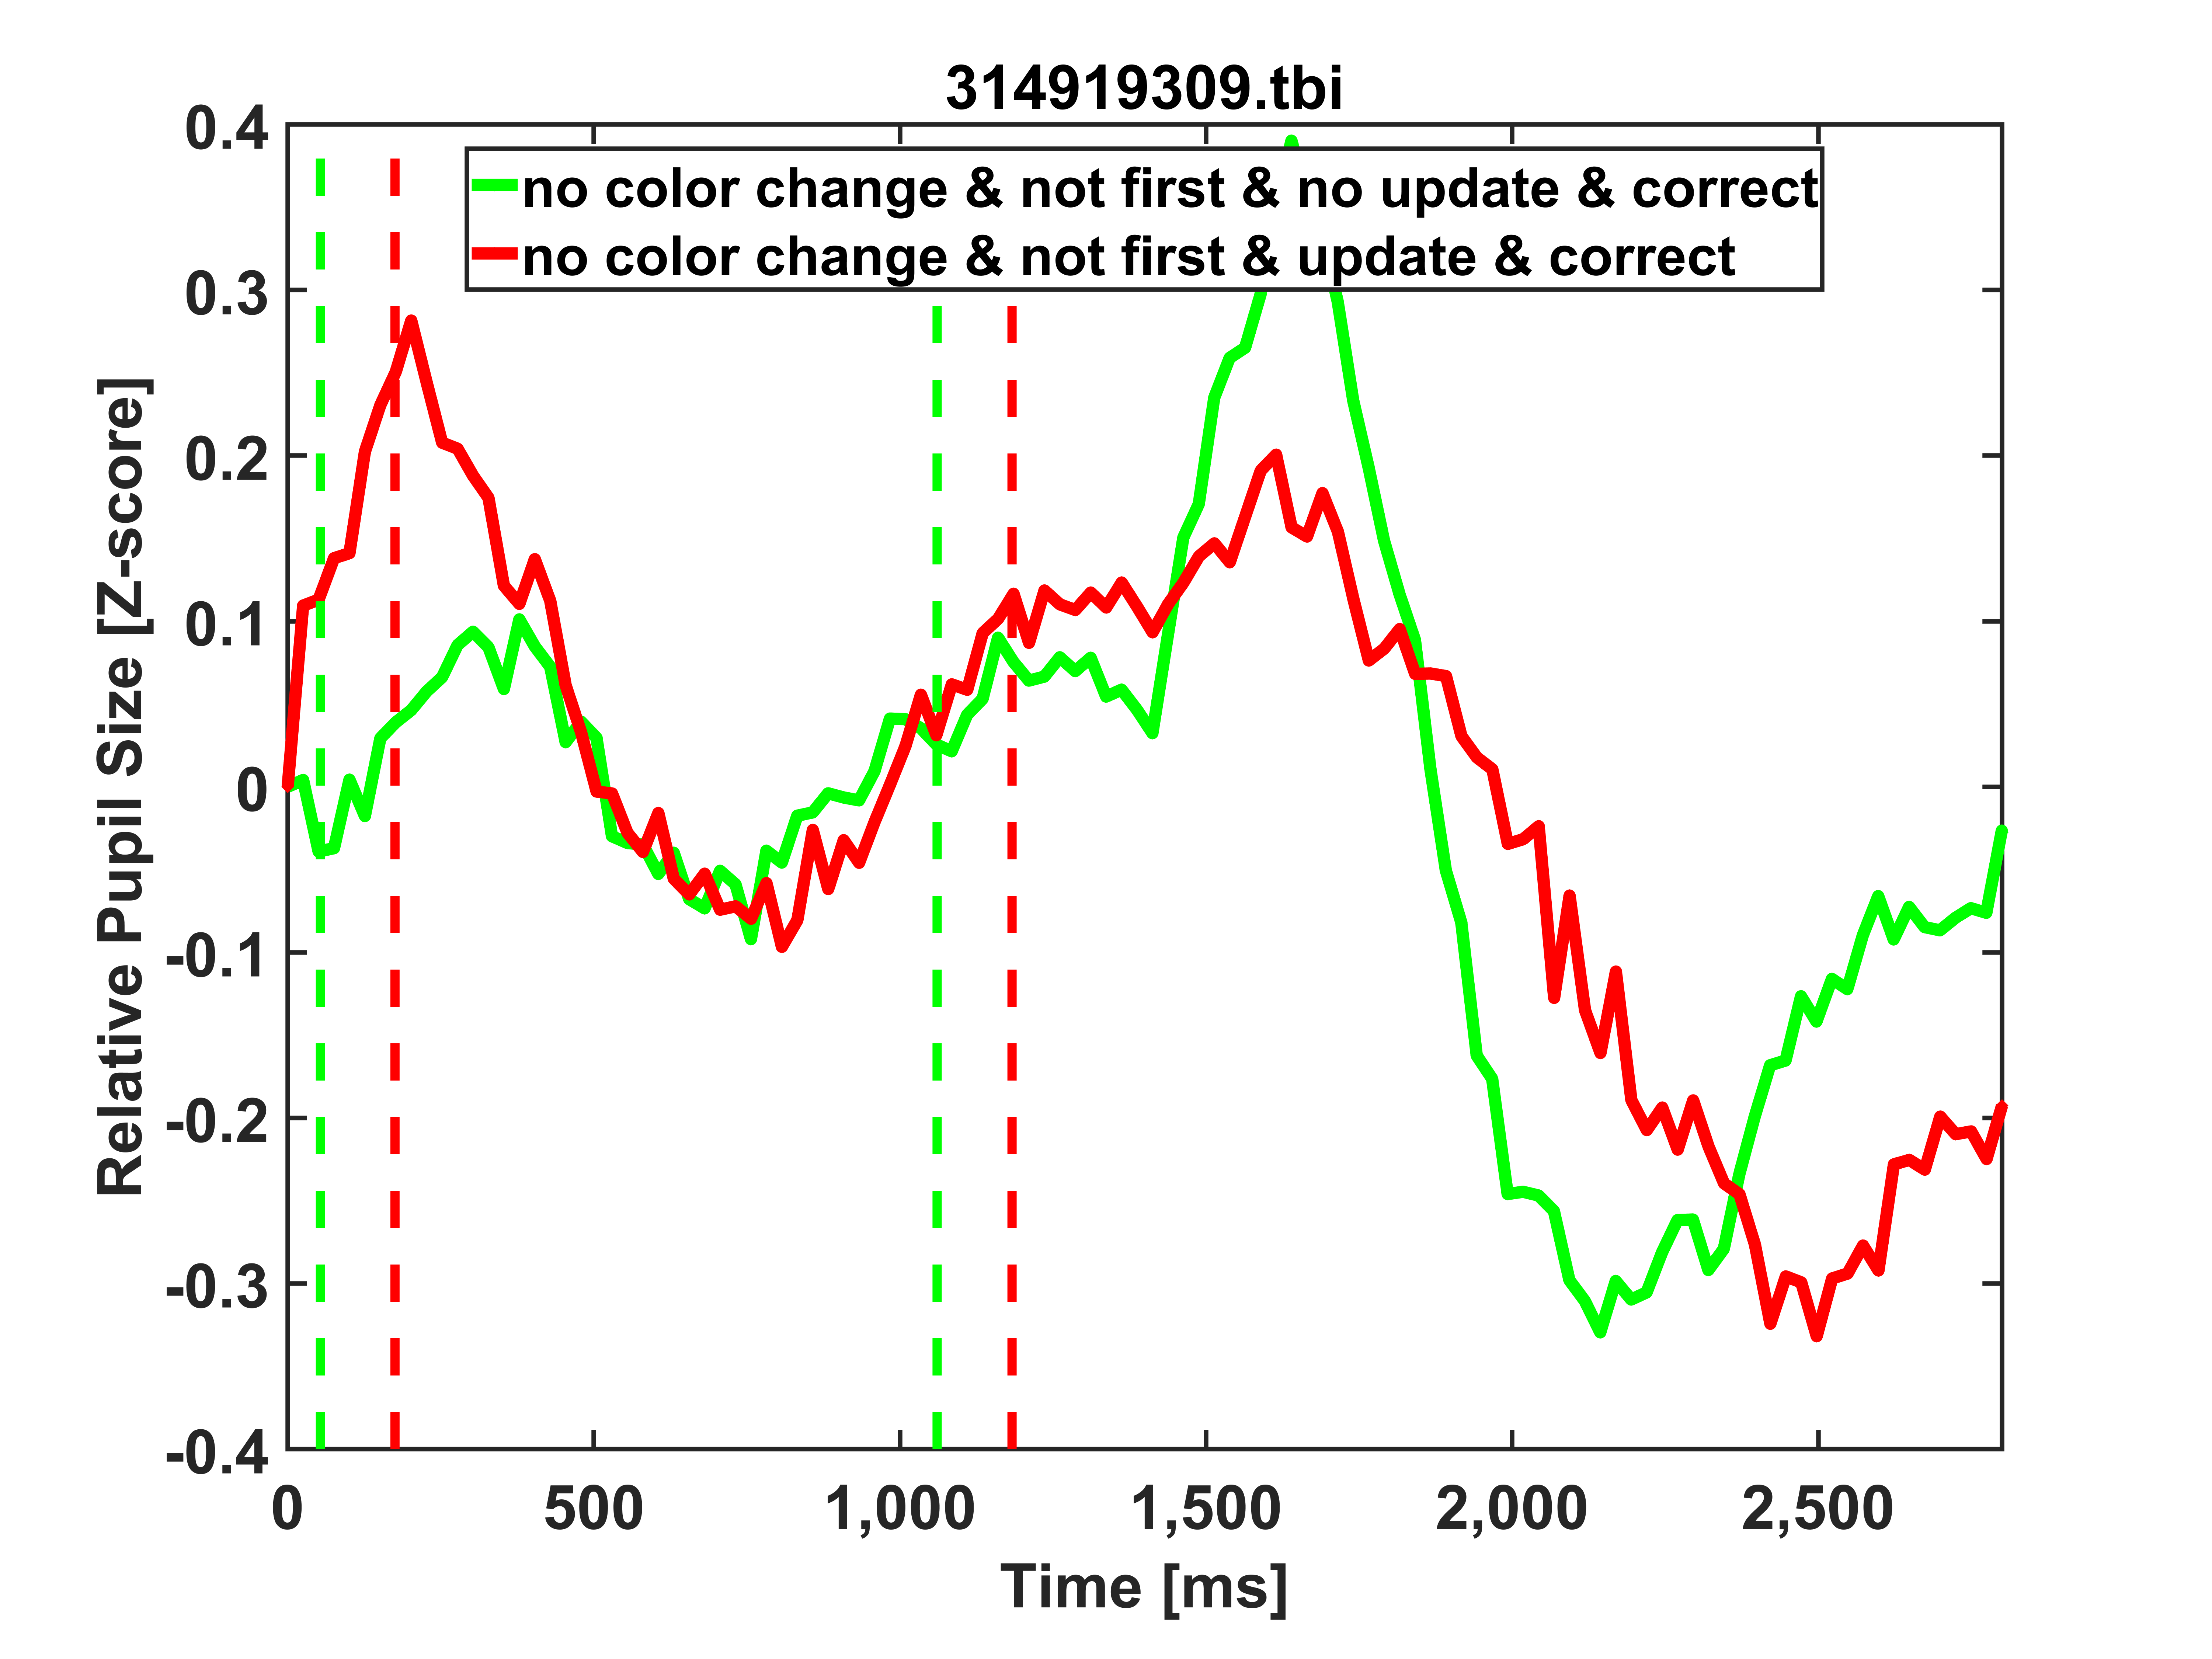 314919309.tbi
0.4
0.3
0.2
0.1
0
-0.1
-0.2
-0.3
-0.4
Relative Pupil Size [Z-score]
no color change & not first & no update & correct
no color change & not first & update & correct
0 500 1,000 1,500 2,000 2,500
Time [ms]